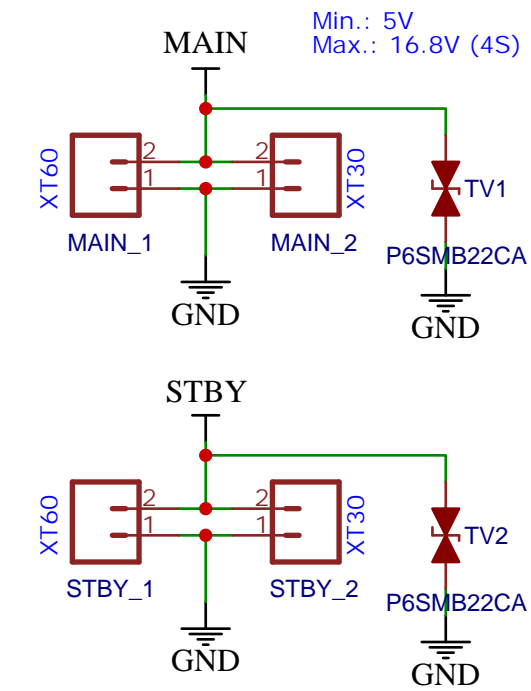 Min.: 5V
Max.: 16.8V (4S)
MAIN
XT60
2
1
MAIN_1
2
1
XT30
MAIN_2
TV1
P6SMB22CA
GND
GND
STBY
XT60
2
1
STBY_1
2
1
XT30
STBY_2
TV2
P6SMB22CA
GND
GND